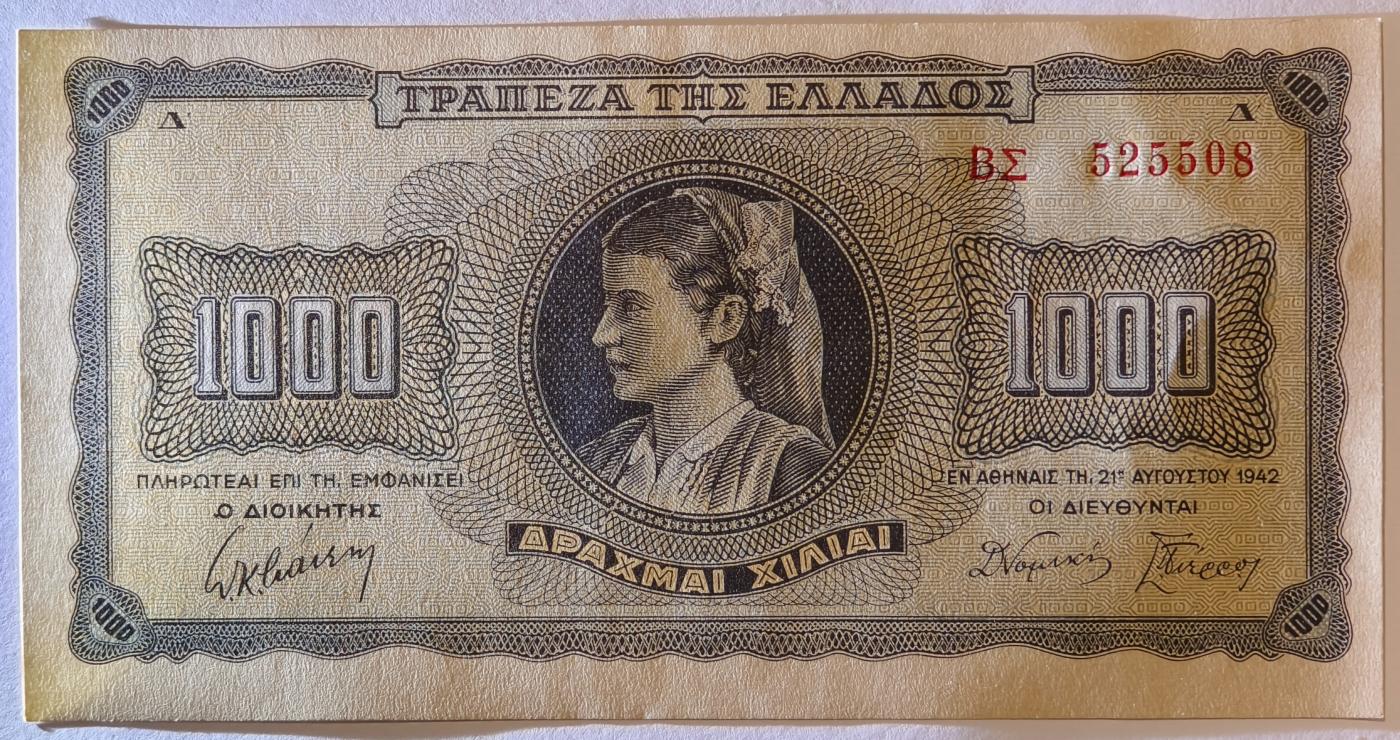 1000
1000
ΤΡΑΠΕΖΑ ΤΗΣ ΕΛΛΑΔΟΣ
Δ
Δ
ΒΣ 525508
1000
1000
ΠΛΗΡΩΤΕΑΙ ΕΠΙ ΤΗ, ΕΜΦΑΝΙΣΕΙ
Ο ΔΙΟΙΚΗΤΗΣ
ΕΝ ΑΘΗΝΑΙΣ ΤΗ, 21ᴱ ΑΥΓΟΥΣΤΟΥ 1942
ΟΙ ΔΙΕΥΘΥΝΤΑΙ
ΔΡΑΧΜΑΙ ΧΙΛΙΑΙ
1000
1000